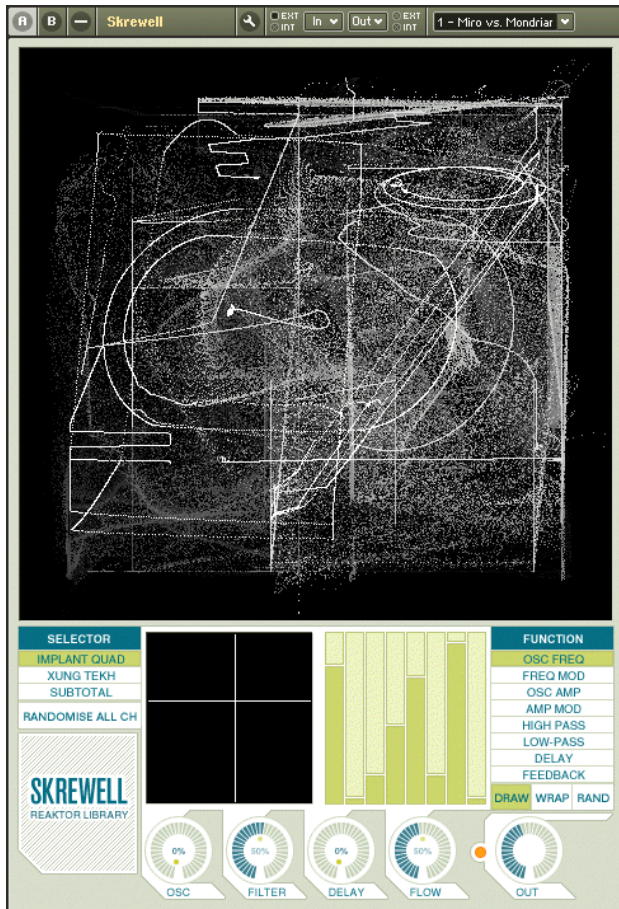 A B Skrewell EXT INT In Out EXT INT 1 - Miro vs. Mondriar
SELECTOR
IMPLANT QUAD
XUNG TEKH
SUBTOTAL
RANDOMISE ALL CH
SKREWELL
REAKTOR LIBRARY
FUNCTION
OSC FREQ
FREQ MOD
OSC AMP
AMP MOD
HIGH PASS
LOW-PASS
DELAY
FEEDBACK
DRAW WRAP RAND
0% 50% 0% 50%
OSC FILTER DELAY FLOW OUT